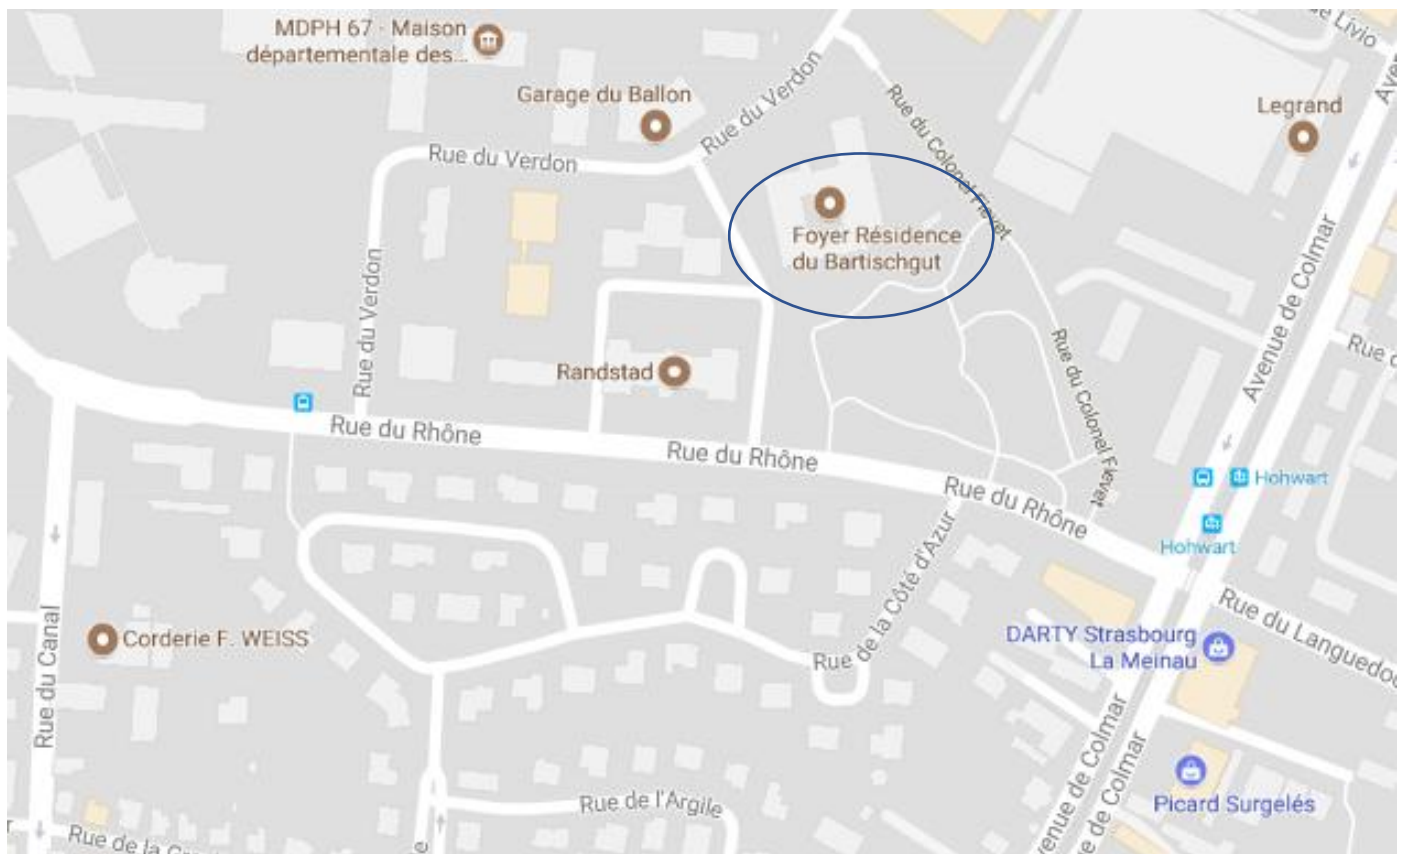 MDPH 67 - Maison
départementale des...
Garage du Ballon
Legrand
Rue du Verdon
Rue du Verdon
Rue du Colonel Fievet
Foyer Résidence
du Bartischgut
Rue du Verdon
Avenue de Colmar
Rue du Colonel Fievet
Randstad
Rue du Rhône
Rue du Rhône
Rue du Rhône
Hohwart
Hohwart
Rue de la Côté d'Azur
Rue du Canal
Corderie F. WEISS
Rue du Languedoc
DARTY Strasbourg
La Meinau
Avenue de Colmar
de Colmar
Picard Surgelés
Rue de l'Argile
Rue de la